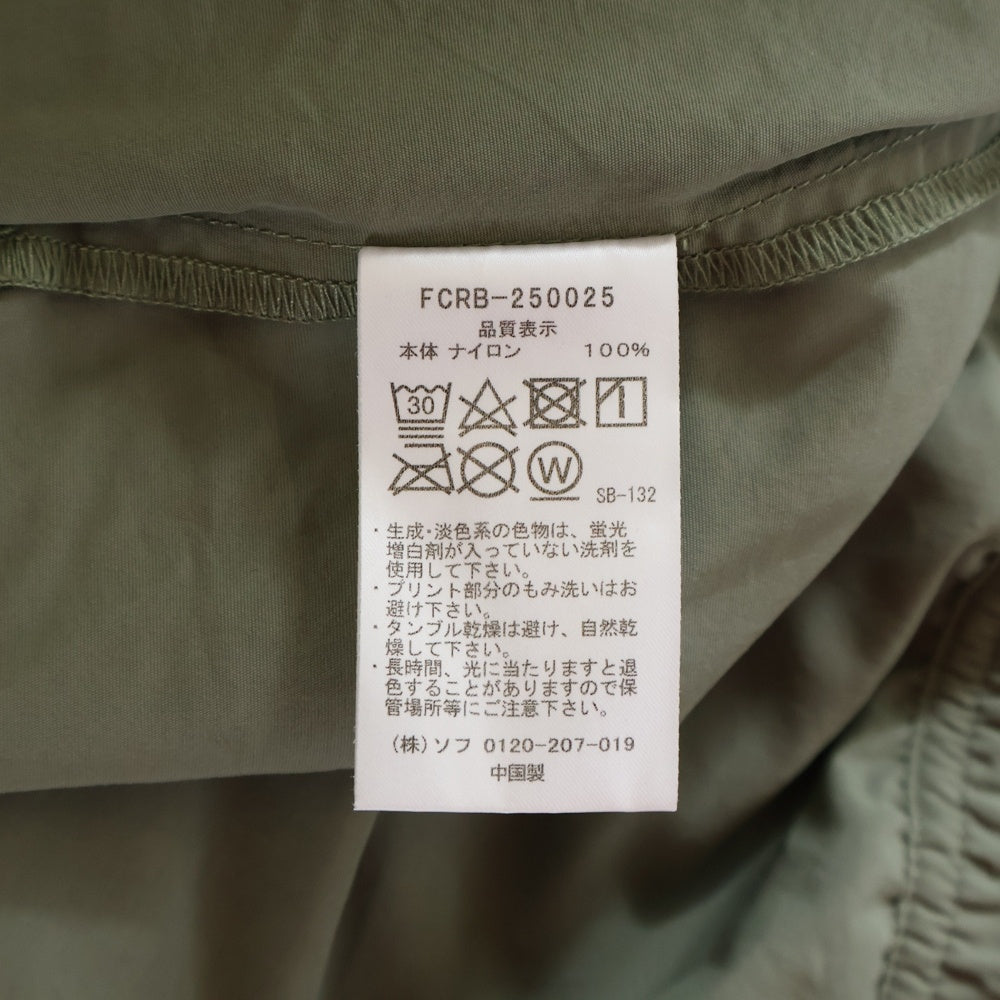 FCRB-250025
品質表示
本体 ナイロン 100%
30
W
SB-132
・生成・淡色系の色物は、蛍光
増白剤が入っていない洗剤を
使用して下さい。
・プリント部分のもみ洗いはお
避け下さい。
・タンブル乾燥は避け、自然乾
燥して下さい。
・長時間、光に当たりますと退
色することがありますので保
管場所等にご注意下さい。
(株)ソフ 0120-207-019
中国製